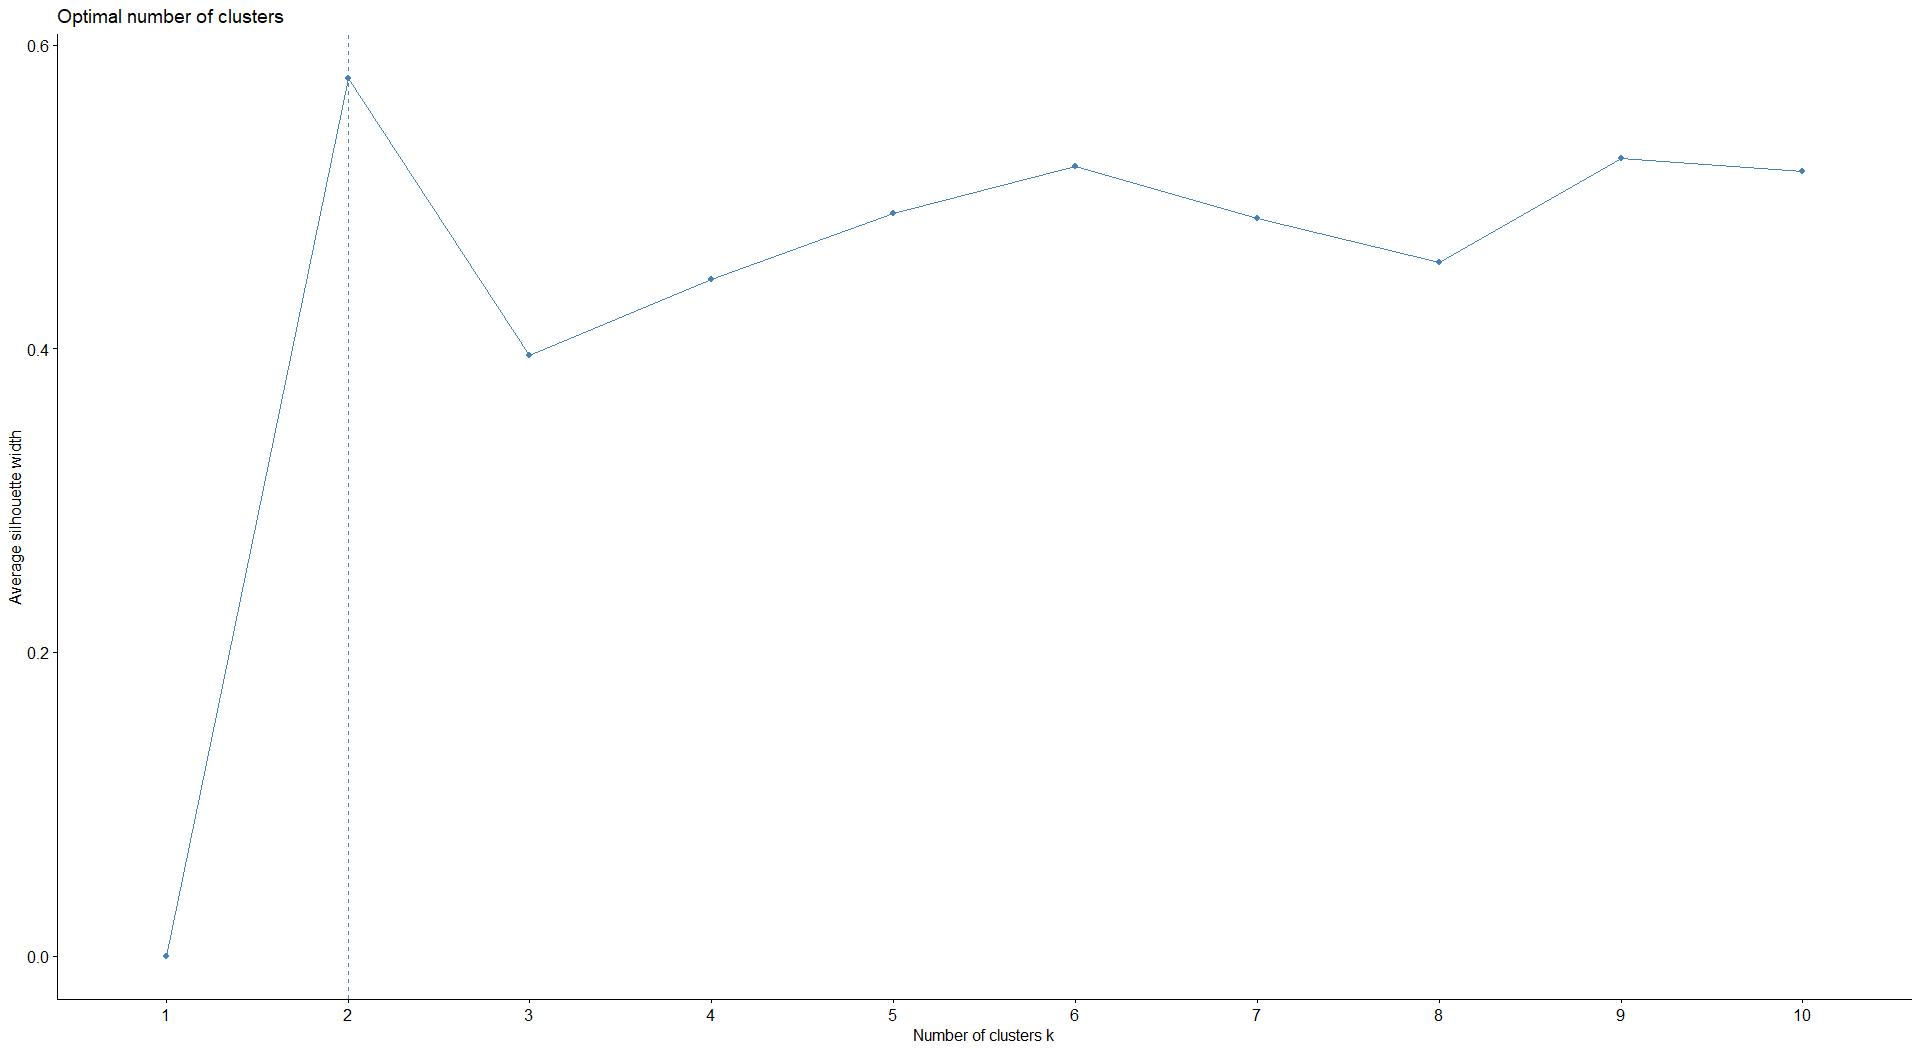 Optimal number of clusters
0.6
0.4
0.2
0.0
Average silhouette width
1 2 3 4 5 6 7 8 9 10
Number of clusters k